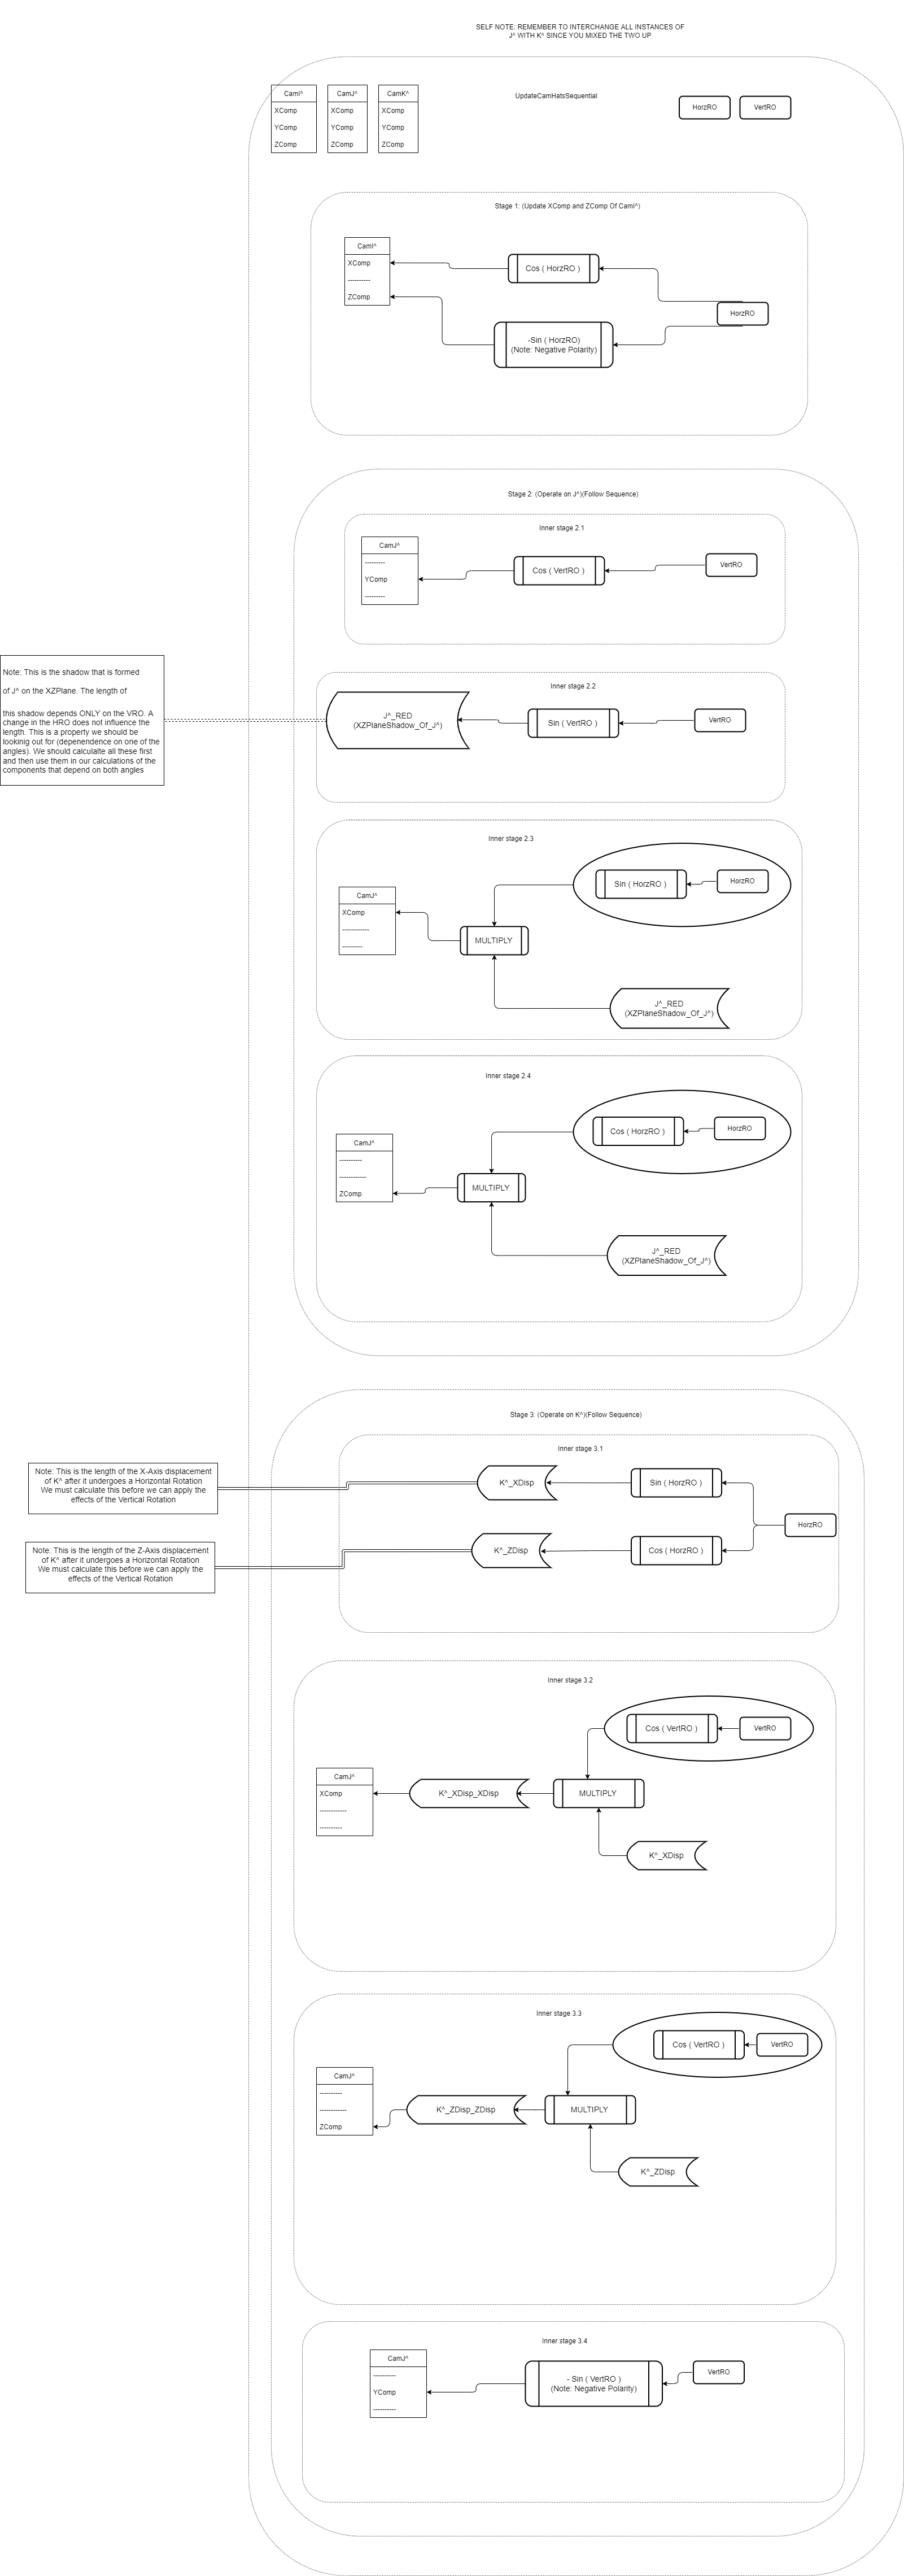 SELF NOTE: REMEMBER TO INTERCHANGE ALL INSTANCES OF
J^ WITH K^ SINCE YOU MIXED THE TWO UP
CamI^
XComp
YComp
ZComp
CamJ^
XComp
YComp
ZComp
CamK^
XComp
YComp
ZComp
UpdateCamHatsSequential
HorzRO
VertRO
Stage 1: (Update XComp and ZComp Of CamI^)
CamI^
XComp
----------
ZComp
Cos ( HorzRO )
-Sin ( HorzRO)
(Note: Negative Polarity)
HorzRO
Stage 2: (Operate on J^)(Follow Sequence)
Inner stage 2.1
CamJ^
---------
YComp
---------
Cos ( VertRO )
VertRO
Note: This is the shadow that is formed
of J^ on the XZPlane. The length of
this shadow depends ONLY on the VRO. A
change in the HRO does not influence the
length. This is a property we should be
lookinig out for (depenendence on one of the
angles). We should calculalte all these first
and then use them in our calculations of the
components that depend on both angles
Inner stage 2.2
J^_RED
(XZPlaneShadow_Of_J^)
Sin ( VertRO )
VertRO
Inner stage 2.3
CamJ^
XComp
------------
---------
MULTIPLY
Sin ( HorzRO )
HorzRO
J^_RED
(XZPlaneShadow_Of_J^)
Inner stage 2.4
CamJ^
----------
------------
ZComp
MULTIPLY
Cos ( HorzRO )
HorzRO
J^_RED
(XZPlaneShadow_Of_J^)
Stage 3: (Operate on K^)(Follow Sequence)
Inner stage 3.1
Note: This is the length of the X-Axis displacement
of K^ after it undergoes a Horizontal Rotation
We must calculate this before we can apply the
effects of the Vertical Rotation
K^_XDisp
Sin ( HorzRO )
HorzRO
Note: This is the length of the Z-Axis displacement
of K^ after it undergoes a Horizontal Rotation
We must calculate this before we can apply the
effects of the Vertical Rotation
K^_ZDisp
Cos ( HorzRO )
Inner stage 3.2
CamJ^
XComp
------------
----------
K^_XDisp_XDisp
MULTIPLY
Cos ( VertRO )
VertRO
K^_XDisp
Inner stage 3.3
CamJ^
----------
------------
ZComp
K^_ZDisp_ZDisp
MULTIPLY
Cos ( VertRO )
VertRO
K^_ZDisp
Inner stage 3.4
CamJ^
----------
YComp
----------
- Sin ( VertRO )
(Note: Negative Polarity)
VertRO